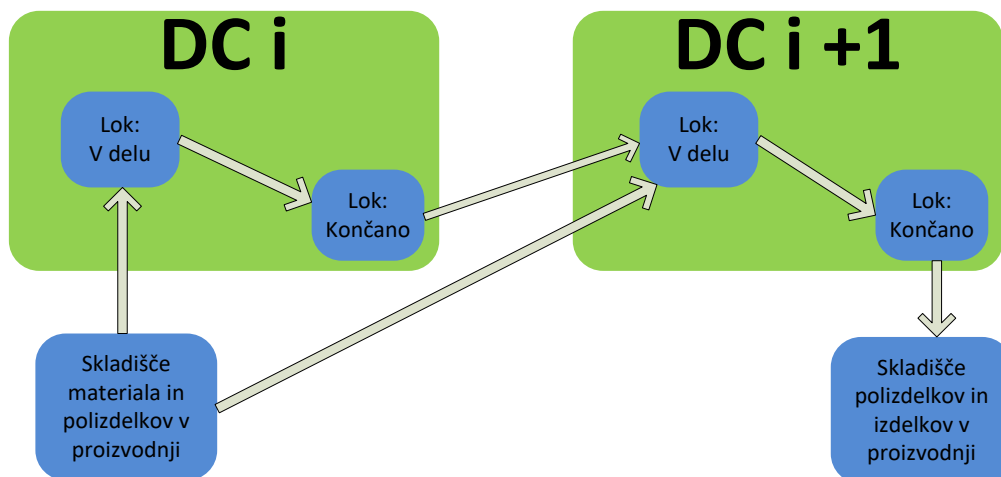 DC i
DC i +1
Lok:
V delu
Lok:
Končano
Lok:
V delu
Lok:
Končano
Skladišče
materiala in
polizdelkov v
proizvodnji
Skladišče
polizdelkov in
izdelkov v
proizvodnji